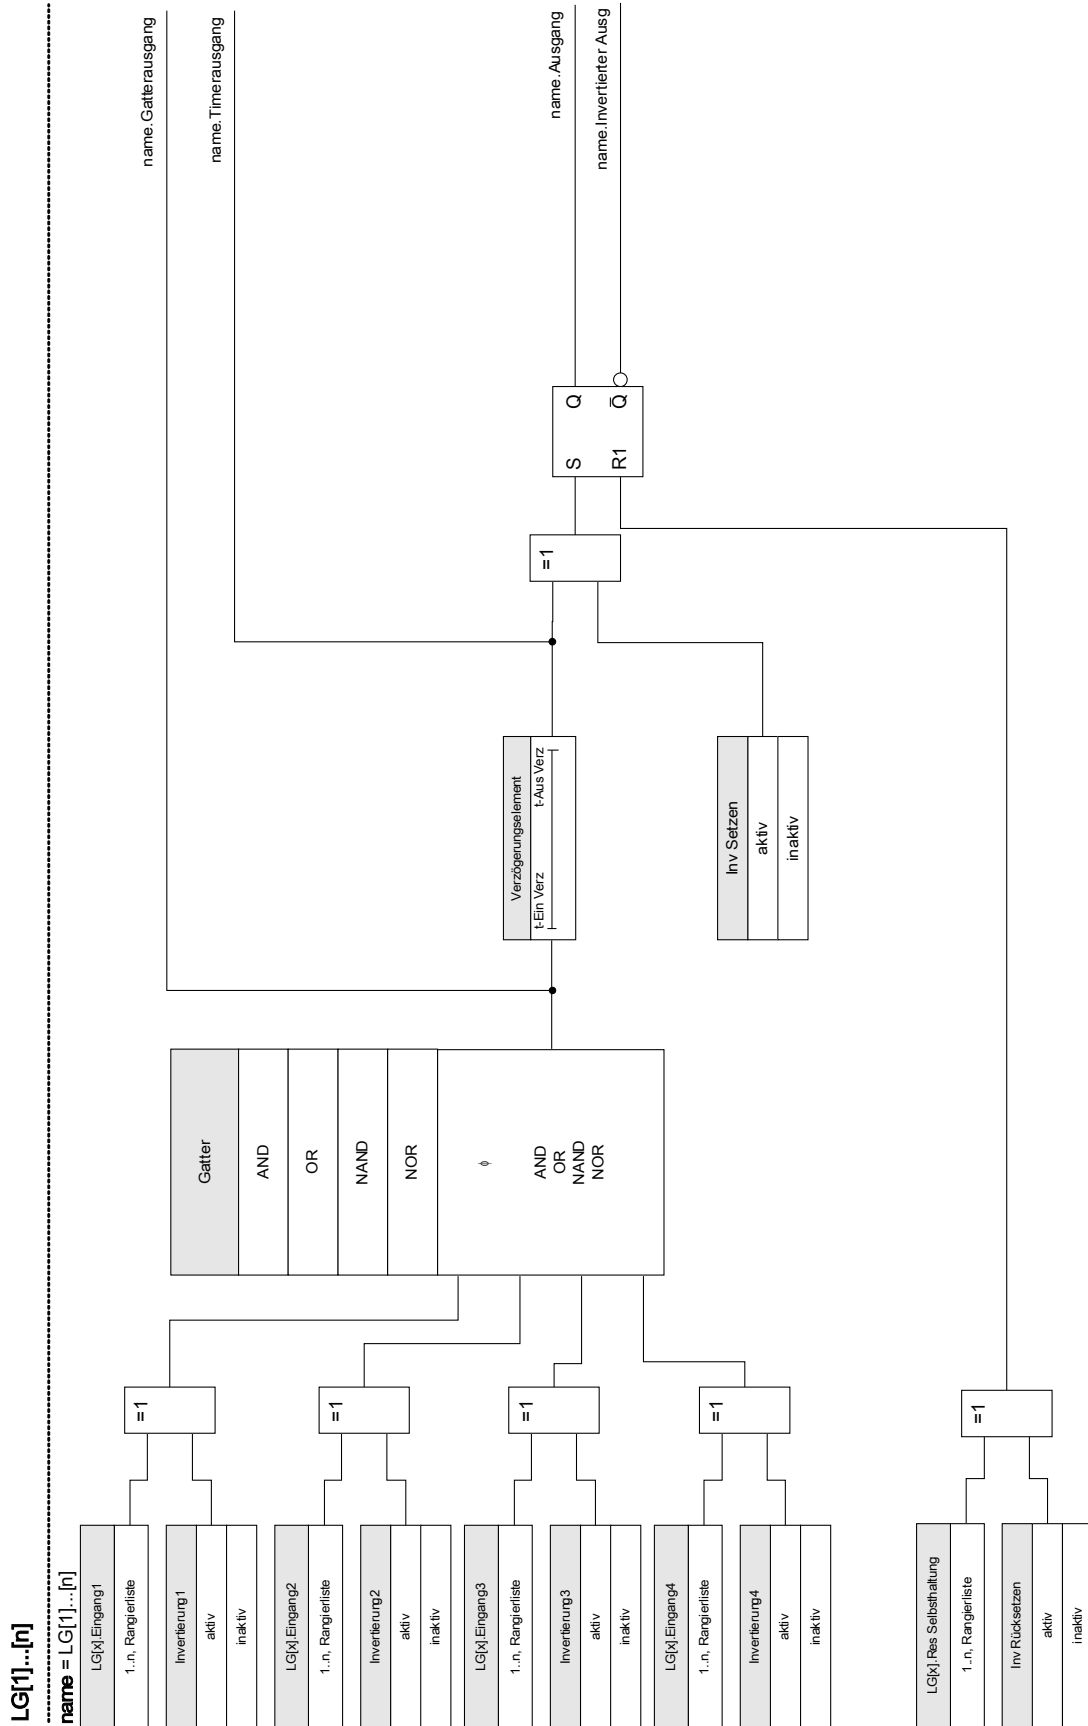 LG[1]...[n]
name = LG[1]...[n]
LG[x].Eingang1
1..n, Rangierliste
Invertierung1
aktiv
inaktiv
LG[x].Eingang2
1..n, Rangierliste
Invertierung2
aktiv
inaktiv
LG[x].Eingang3
1..n, Rangierliste
Invertierung3
aktiv
inaktiv
LG[x].Eingang4
1..n, Rangierliste
Invertierung4
aktiv
inaktiv
LG[x].Res Selbsthaltung
1..n, Rangierliste
Inv Rücksetzen
aktiv
inaktiv
=1
=1
=1
=1
=1
Gatter
AND
OR
NAND
NOR
ϕ
AND
OR
NAND
NOR
Verzögerungselement
t-Ein Verz
t-Aus Verz
Inv Setzen
aktiv
inaktiv
=1
S
Q
R1
Q̅
name.Gatterausgang
name.Timerausgang
name.Ausgang
name.Invertierter Ausg